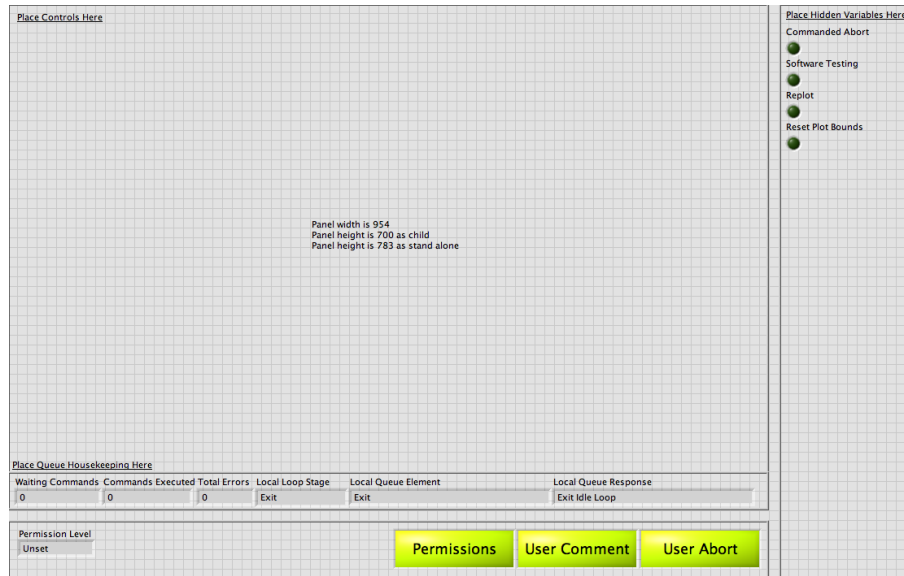 Place Controls Here
Place Hidden Variables Here
Commanded Abort
Software Testing
Replot
Reset Plot Bounds
Panel width is 954
Panel height is 700 as child
Panel height is 783 as stand alone
Place Queue Housekeeping Here
Waiting Commands Commands Executed Total Errors Local Loop Stage Local Queue Element Local Queue Response
0 0 0 Exit Exit Exit Idle Loop
Permission Level
Unset
Permissions User Comment User Abort